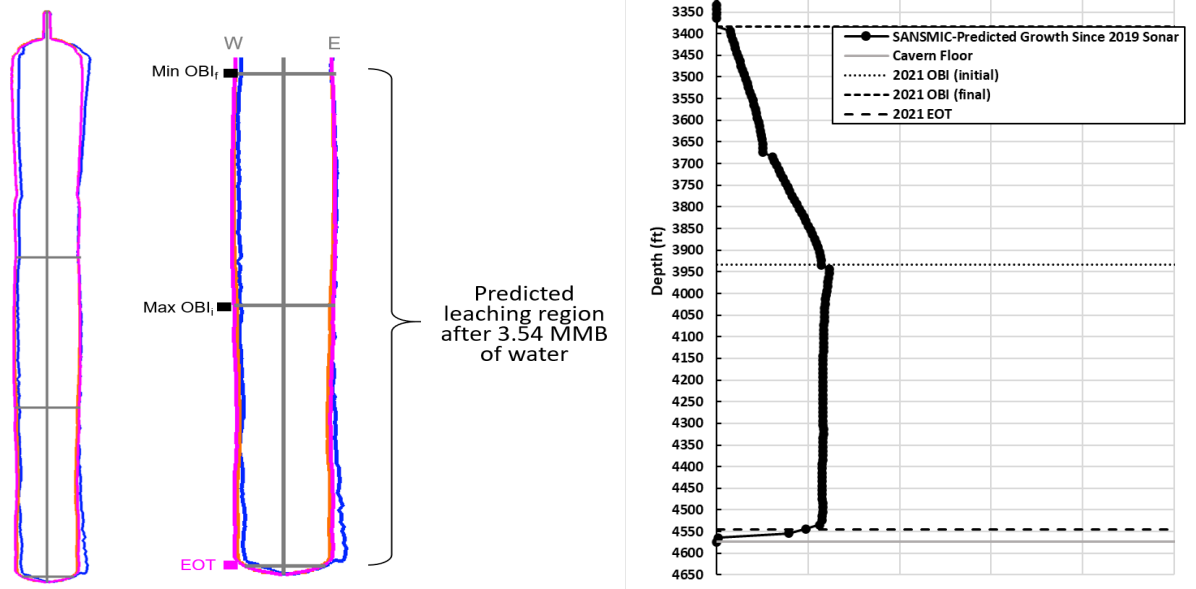 W
E
Min OBIf
Max OBIi
EOT
Predicted
leaching region
after 3.54 MMB
of water
Depth (ft)
3350
3400
3450
3500
3550
3600
3650
3700
3750
3800
3850
3900
3950
4000
4050
4100
4150
4200
4250
4300
4350
4400
4450
4500
4550
4600
4650
SANSMIC-Predicted Growth Since 2019 Sonar
Cavern Floor
2021 OBI (initial)
2021 OBI (final)
2021 EOT